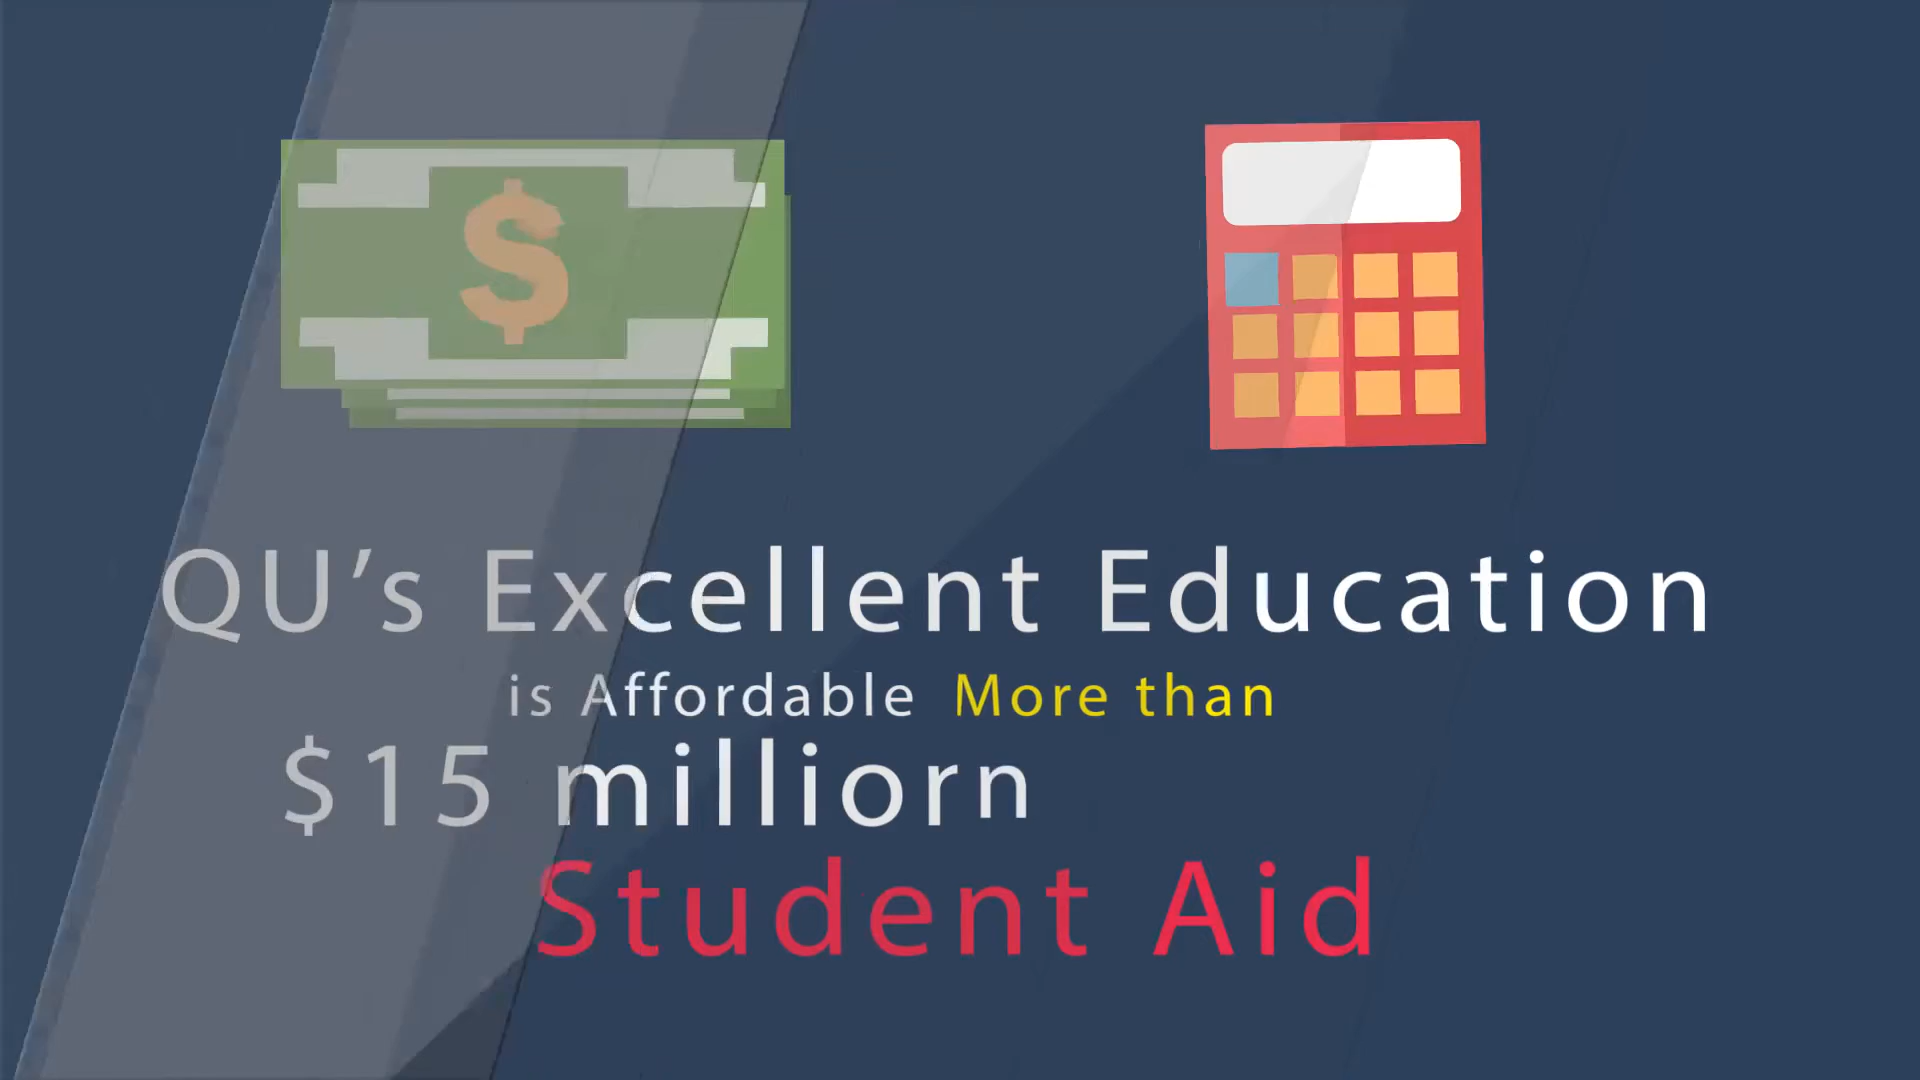 $
QU's Excellent Education
is Affordable More than
$15 milliorn
Student Aid